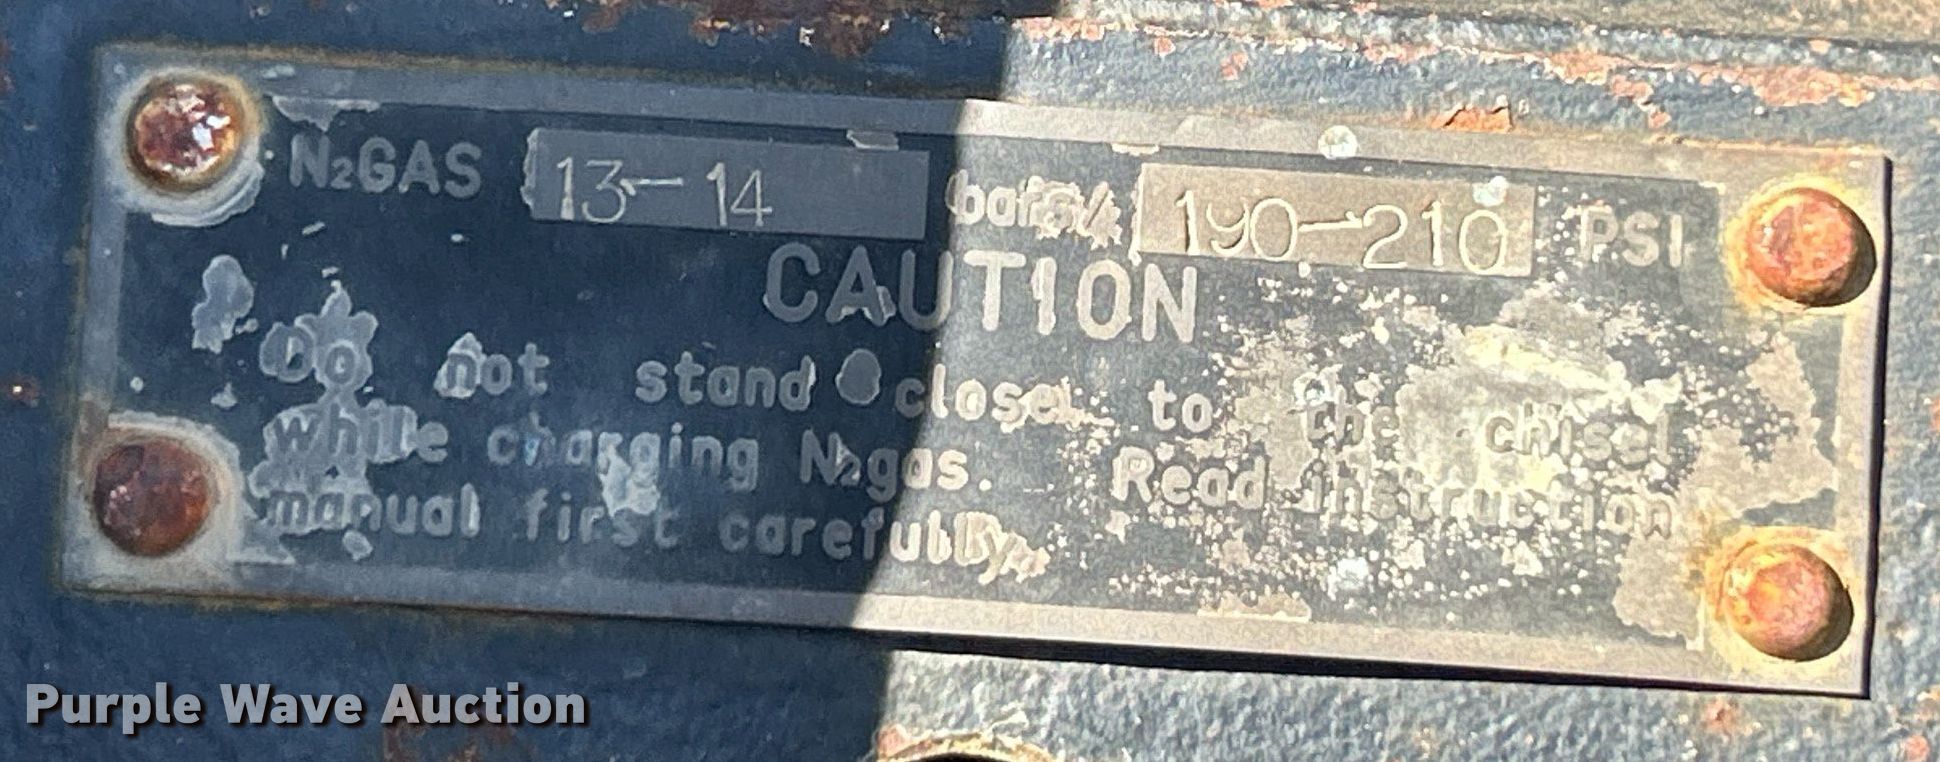 N₂GAS 13-14 bar 190-210 PSI
CAUTION
Do not stand close to the chisel
while charging N₂gas. Read instruction
manual first carefully.
Purple Wave Auction